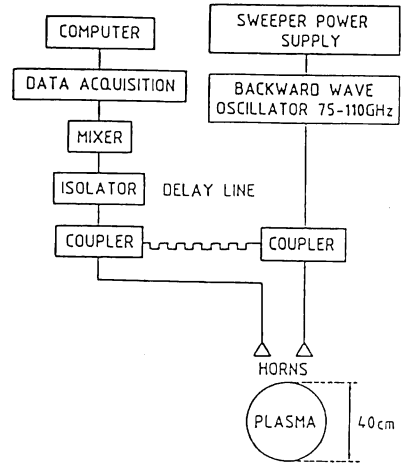 COMPUTER
SWEEPER POWER
SUPPLY
DATA ACQUISITION
BACKWARD WAVE
OSCILLATOR 75-110GHz
MIXER
ISOLATOR
DELAY LINE
COUPLER
COUPLER
HORNS
PLASMA
40cm